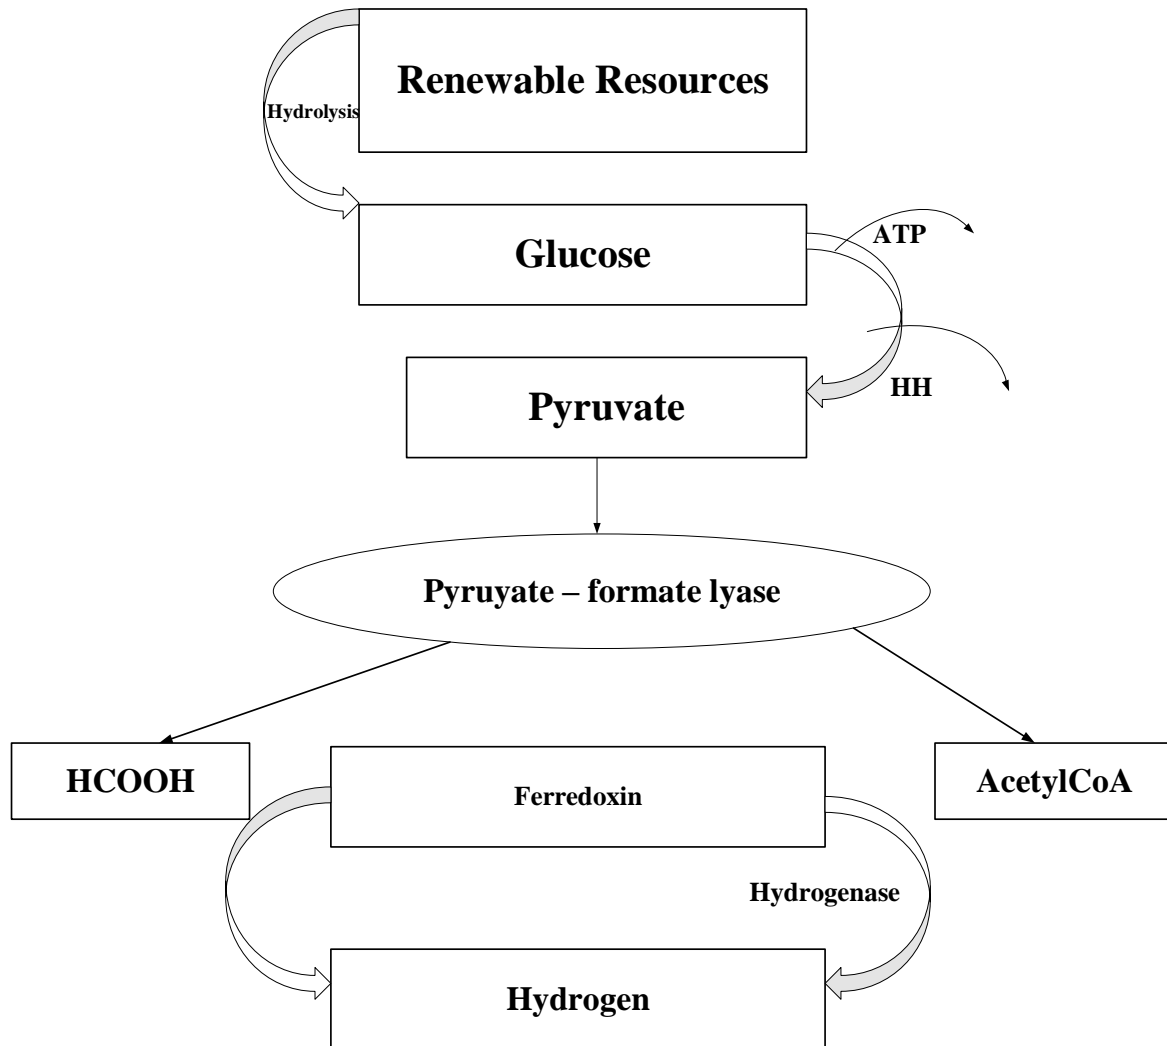 Renewable Resources
Hydrolysis
Glucose
ATP
Pyruvate
HH
Pyruyate – formate lyase
HCOOH
Ferredoxin
AcetylCoA
Hydrogenase
Hydrogen